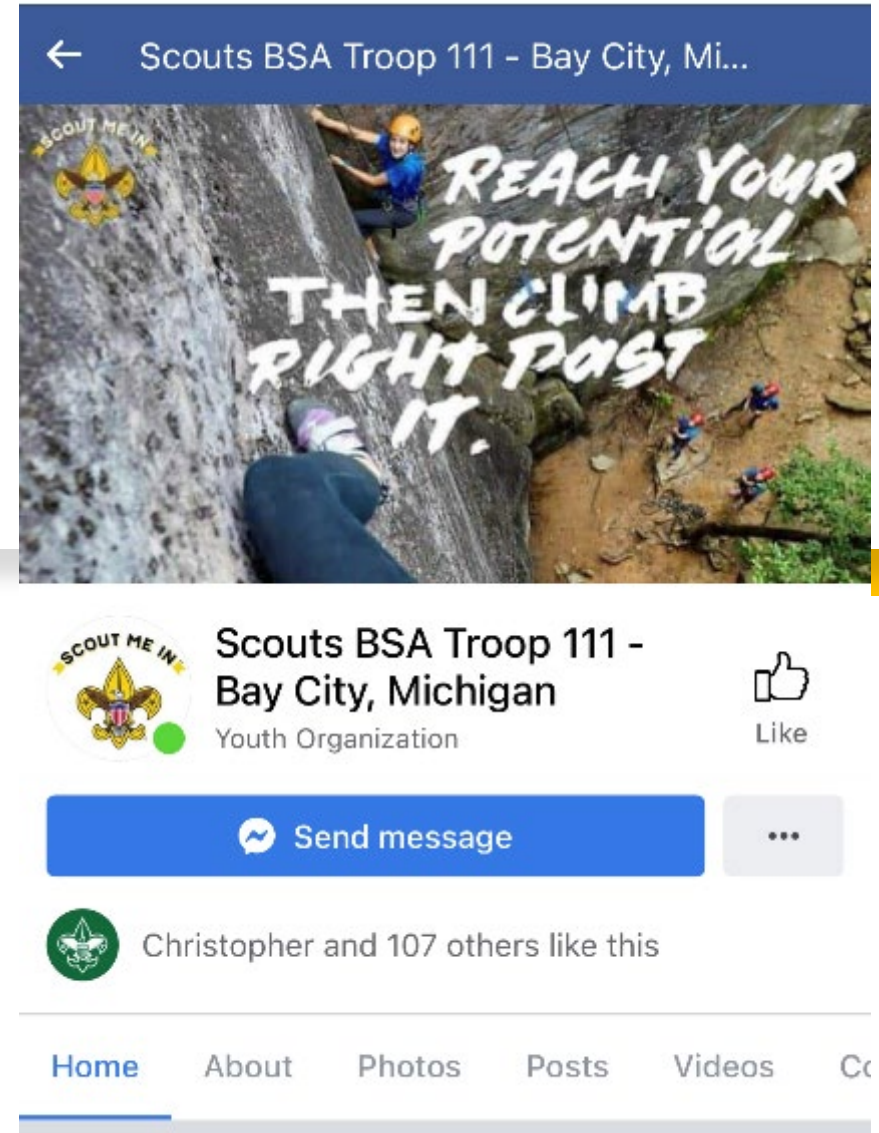 Scouts BSA Troop 111 - Bay City, Mi...
SCOUT ME IN
REACH YOUR
POTENTIAL
THEN CLIMB
RIGHT PAST
IT.
SCOUT ME IN
Scouts BSA Troop 111 -
Bay City, Michigan
Youth Organization
Like
Send message
Christopher and 107 others like this
Home About Photos Posts Videos Co